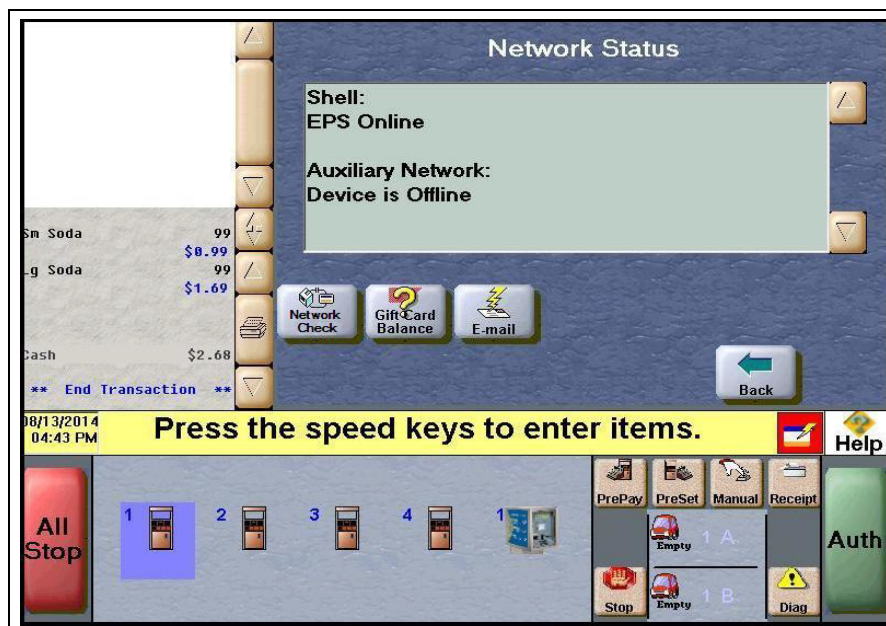 Network Status
Shell:
EPS Online
Auxiliary Network:
Device is Offline
Sm Soda 99
$0.99
Lg Soda 99
$1.69
Cash $2.68
** End Transaction **
Network Check
Gift Card Balance
E-mail
Back
08/13/2014
04:43 PM
Press the speed keys to enter items.
Help
All Stop
1 2 3 4 1
PrePay PreSet Manual Receipt
Empty 1 A
Stop Empty 1 B Diag
Auth